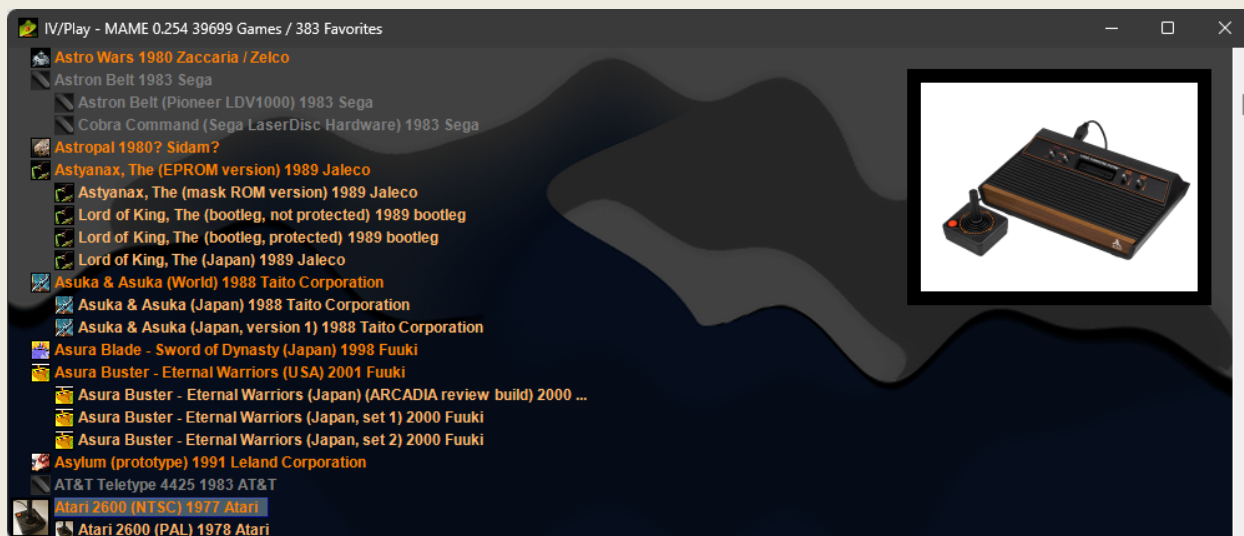 IV/Play - MAME 0.254 39699 Games / 383 Favorites
Astro Wars 1980 Zaccaria / Zelco
Astron Belt 1983 Sega
Astron Belt (Pioneer LDV1000) 1983 Sega
Cobra Command (Sega LaserDisc Hardware) 1983 Sega
Astropal 1980? Sidam?
Astyanax, The (EPROM version) 1989 Jaleco
Astyanax, The (mask ROM version) 1989 Jaleco
Lord of King, The (bootleg, not protected) 1989 bootleg
Lord of King, The (bootleg, protected) 1989 bootleg
Lord of King, The (Japan) 1989 Jaleco
Asuka & Asuka (World) 1988 Taito Corporation
Asuka & Asuka (Japan) 1988 Taito Corporation
Asuka & Asuka (Japan, version 1) 1988 Taito Corporation
Asura Blade - Sword of Dynasty (Japan) 1998 Fuuki
Asura Buster - Eternal Warriors (USA) 2001 Fuuki
Asura Buster - Eternal Warriors (Japan) (ARCADIA review build) 2000 ...
Asura Buster - Eternal Warriors (Japan, set 1) 2000 Fuuki
Asura Buster - Eternal Warriors (Japan, set 2) 2000 Fuuki
Asylum (prototype) 1991 Leland Corporation
AT&T Teletype 4425 1983 AT&T
Atari 2600 (NTSC) 1977 Atari
Atari 2600 (PAL) 1978 Atari